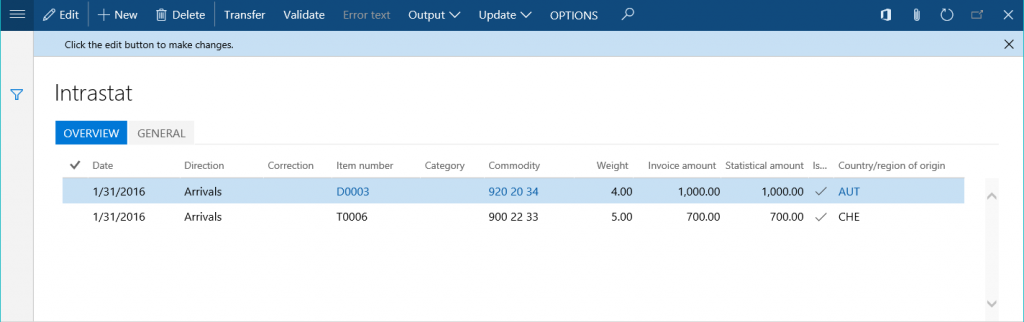 Edit New Delete Transfer Validate Error text Output Update OPTIONS
Click the edit button to make changes.
Intrastat
OVERVIEW GENERAL
Date Direction Correction Item number Category Commodity Weight Invoice amount Statistical amount Is... Country/region of origin
1/31/2016 Arrivals D0003 920 20 34 4.00 1,000.00 1,000.00 AUT
1/31/2016 Arrivals T0006 900 22 33 5.00 700.00 700.00 CHE